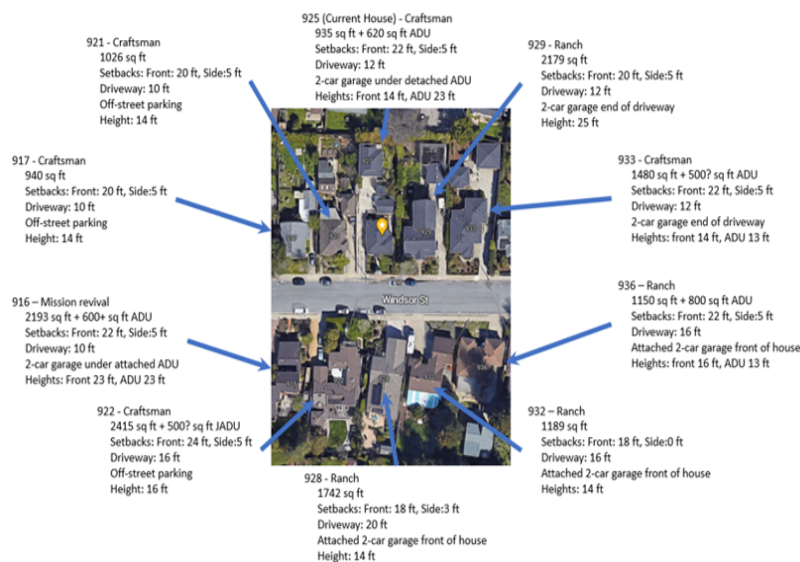 925 (Current House) - Craftsman
935 sq ft + 620 sq ft ADU
Setbacks: Front: 22 ft, Side:5 ft
Driveway: 12 ft
2-car garage under detached ADU
Heights: Front 14 ft, ADU 23 ft
921 - Craftsman
1026 sq ft
Setbacks: Front: 20 ft, Side:5 ft
Driveway: 10 ft
Off-street parking
Height: 14 ft
929 - Ranch
2179 sq ft
Setbacks: Front: 20 ft, Side:5 ft
Driveway: 12 ft
2-car garage end of driveway
Height: 25 ft
917 - Craftsman
940 sq ft
Setbacks: Front: 20 ft, Side:5 ft
Driveway: 10 ft
Off-street parking
Height: 14 ft
933 - Craftsman
1480 sq ft + 500? sq ft ADU
Setbacks: Front: 22 ft, Side:5 ft
Driveway: 12 ft
2-car garage end of driveway
Heights: front 14 ft, ADU 13 ft
Windsor St
916 – Mission revival
2193 sq ft + 600+ sq ft ADU
Setbacks: Front: 22 ft, Side:5 ft
Driveway: 10 ft
2-car garage under attached ADU
Heights: Front 23 ft, ADU 23 ft
936 - Ranch
1150 sq ft + 800 sq ft ADU
Setbacks: Front: 22 ft, Side:5 ft
Driveway: 16 ft
Attached 2-car garage front of house
Heights: front 16 ft, ADU 13 ft
922 - Craftsman
2415 sq ft + 500? sq ft JADU
Setbacks: Front: 24 ft, Side:5 ft
Driveway: 16 ft
Off-street parking
Height: 16 ft
932 – Ranch
1189 sq ft
Setbacks: Front: 18 ft, Side:0 ft
Driveway: 16 ft
Attached 2-car garage front of house
Heights: 14 ft
928 - Ranch
1742 sq ft
Setbacks: Front: 18 ft, Side:3 ft
Driveway: 20 ft
Attached 2-car garage front of house
Height: 14 ft